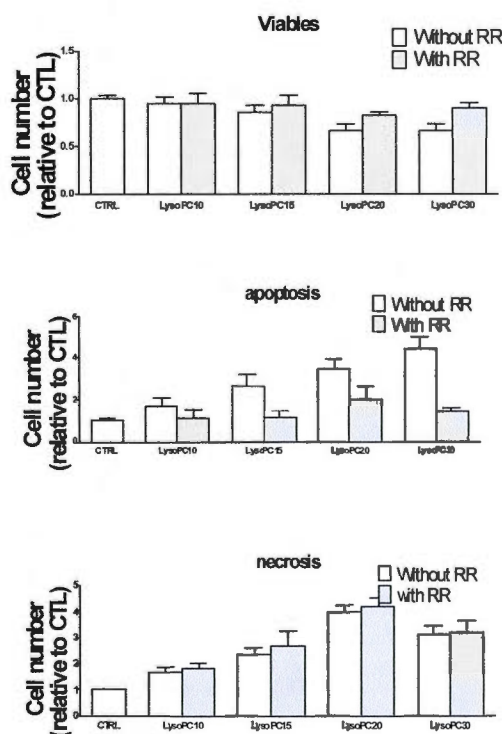 Viables
Without RR
With RR
Cell number
(relative to CTL)
1.5
1.0
0.5
0.0
CTRL LysoPC10 LysoPC15 LysoPC20 LysoPC30
apoptosis
Without RR
With RR
Cell number
(relative to CTL)
6
4
2
0
CTRL LysoPC10 LysoPC15 LysoPC20 LysoPC30
necrosis
Without RR
with RR
Cell number
(relative to CTL)
5
4
3
2
1
0
CTRL LysoPC10 LysoPC15 LysoPC20 LysoPC30